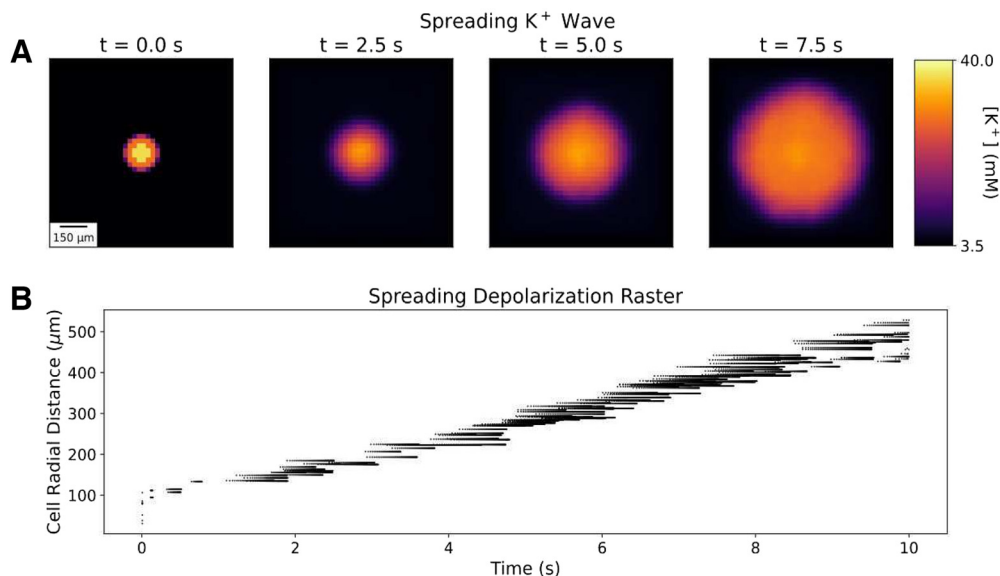 Spreading K⁺ Wave
A
t = 0.0 s
t = 2.5 s
t = 5.0 s
t = 7.5 s
150 μm
40.0
[K⁺] (mM)
3.5
B
Spreading Depolarization Raster
Cell Radial Distance (μm)
500
400
300
200
100
0
2
4
6
8
10
Time (s)